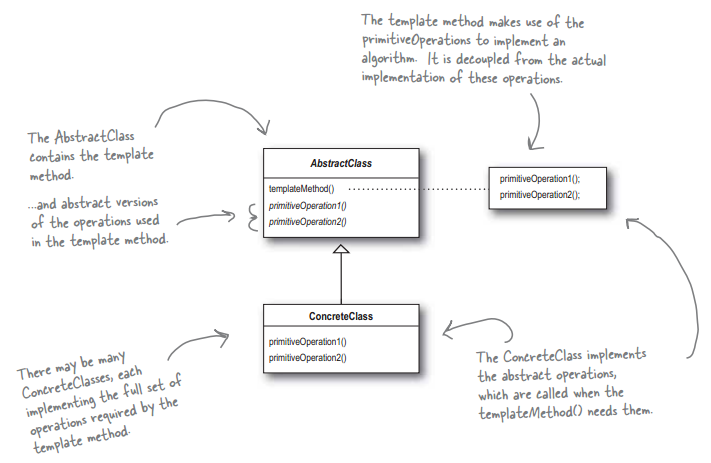 The template method makes use of the
primitiveOperations to implement an
algorithm. It is decoupled from the actual
implementation of these operations.
The AbstractClass
contains the template
method.
...and abstract versions
of the operations used
in the template method.
AbstractClass
templateMethod()
primitiveOperation1()
primitiveOperation2()
primitiveOperation1();
primitiveOperation2();
ConcreteClass
primitiveOperation1()
primitiveOperation2()
There may be many
ConcreteClasses, each
implementing the full set of
operations required by the
template method.
The ConcreteClass implements
the abstract operations,
which are called when the
templateMethod() needs them.